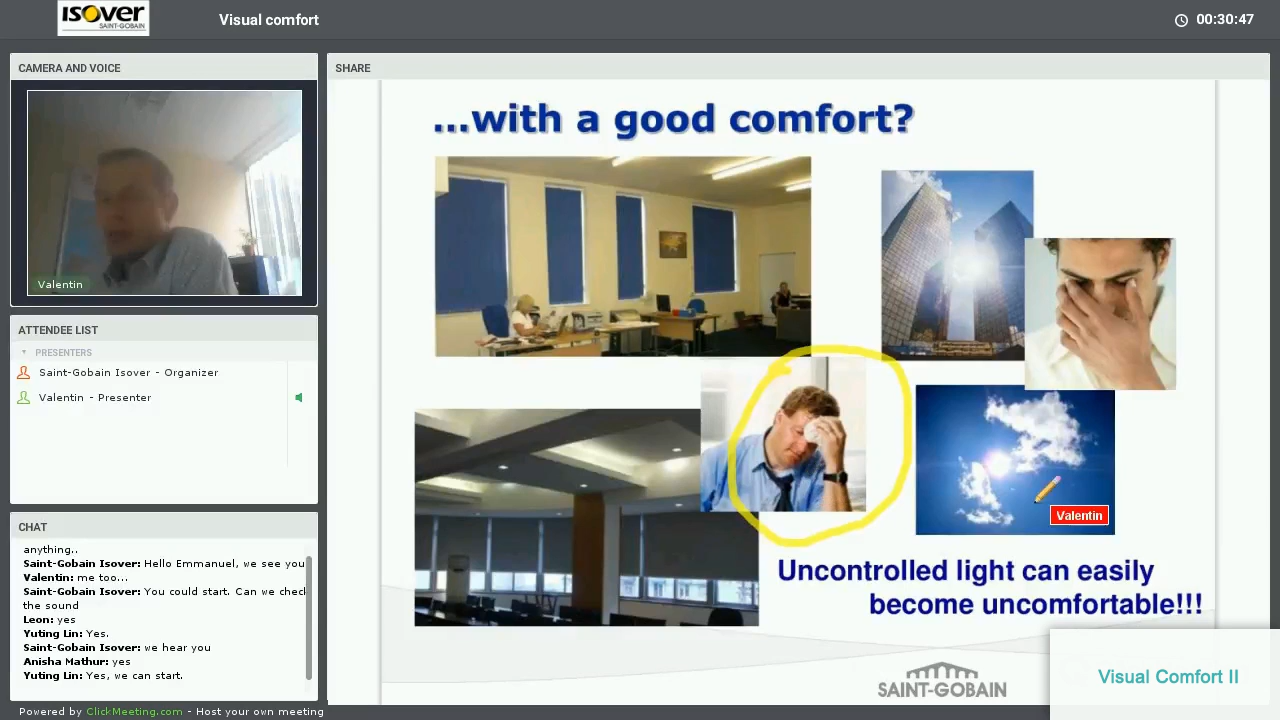 isover
SAINT-GOBAIN
Visual comfort
00:30:47
CAMERA AND VOICE
Valentin
ATTENDEE LIST
PRESENTERS
Saint-Gobain Isover - Organizer
Valentin - Presenter
CHAT
anything..
Saint-Gobain Isover: Hello Emmanuel, we see you
Valentin: me too...
Saint-Gobain Isover: You could start. Can we check
the sound
Leon: yes
Yuting Lin: Yes.
Saint-Gobain Isover: we hear you
Anisha Mathur: yes
Yuting Lin: Yes, we can start.
Powered by ClickMeeting.com - Host your own meeting
SHARE
...with a good comfort?
Valentin
Uncontrolled light can easily
become uncomfortable!!!
SAINT-GOBAIN
Visual Comfort II